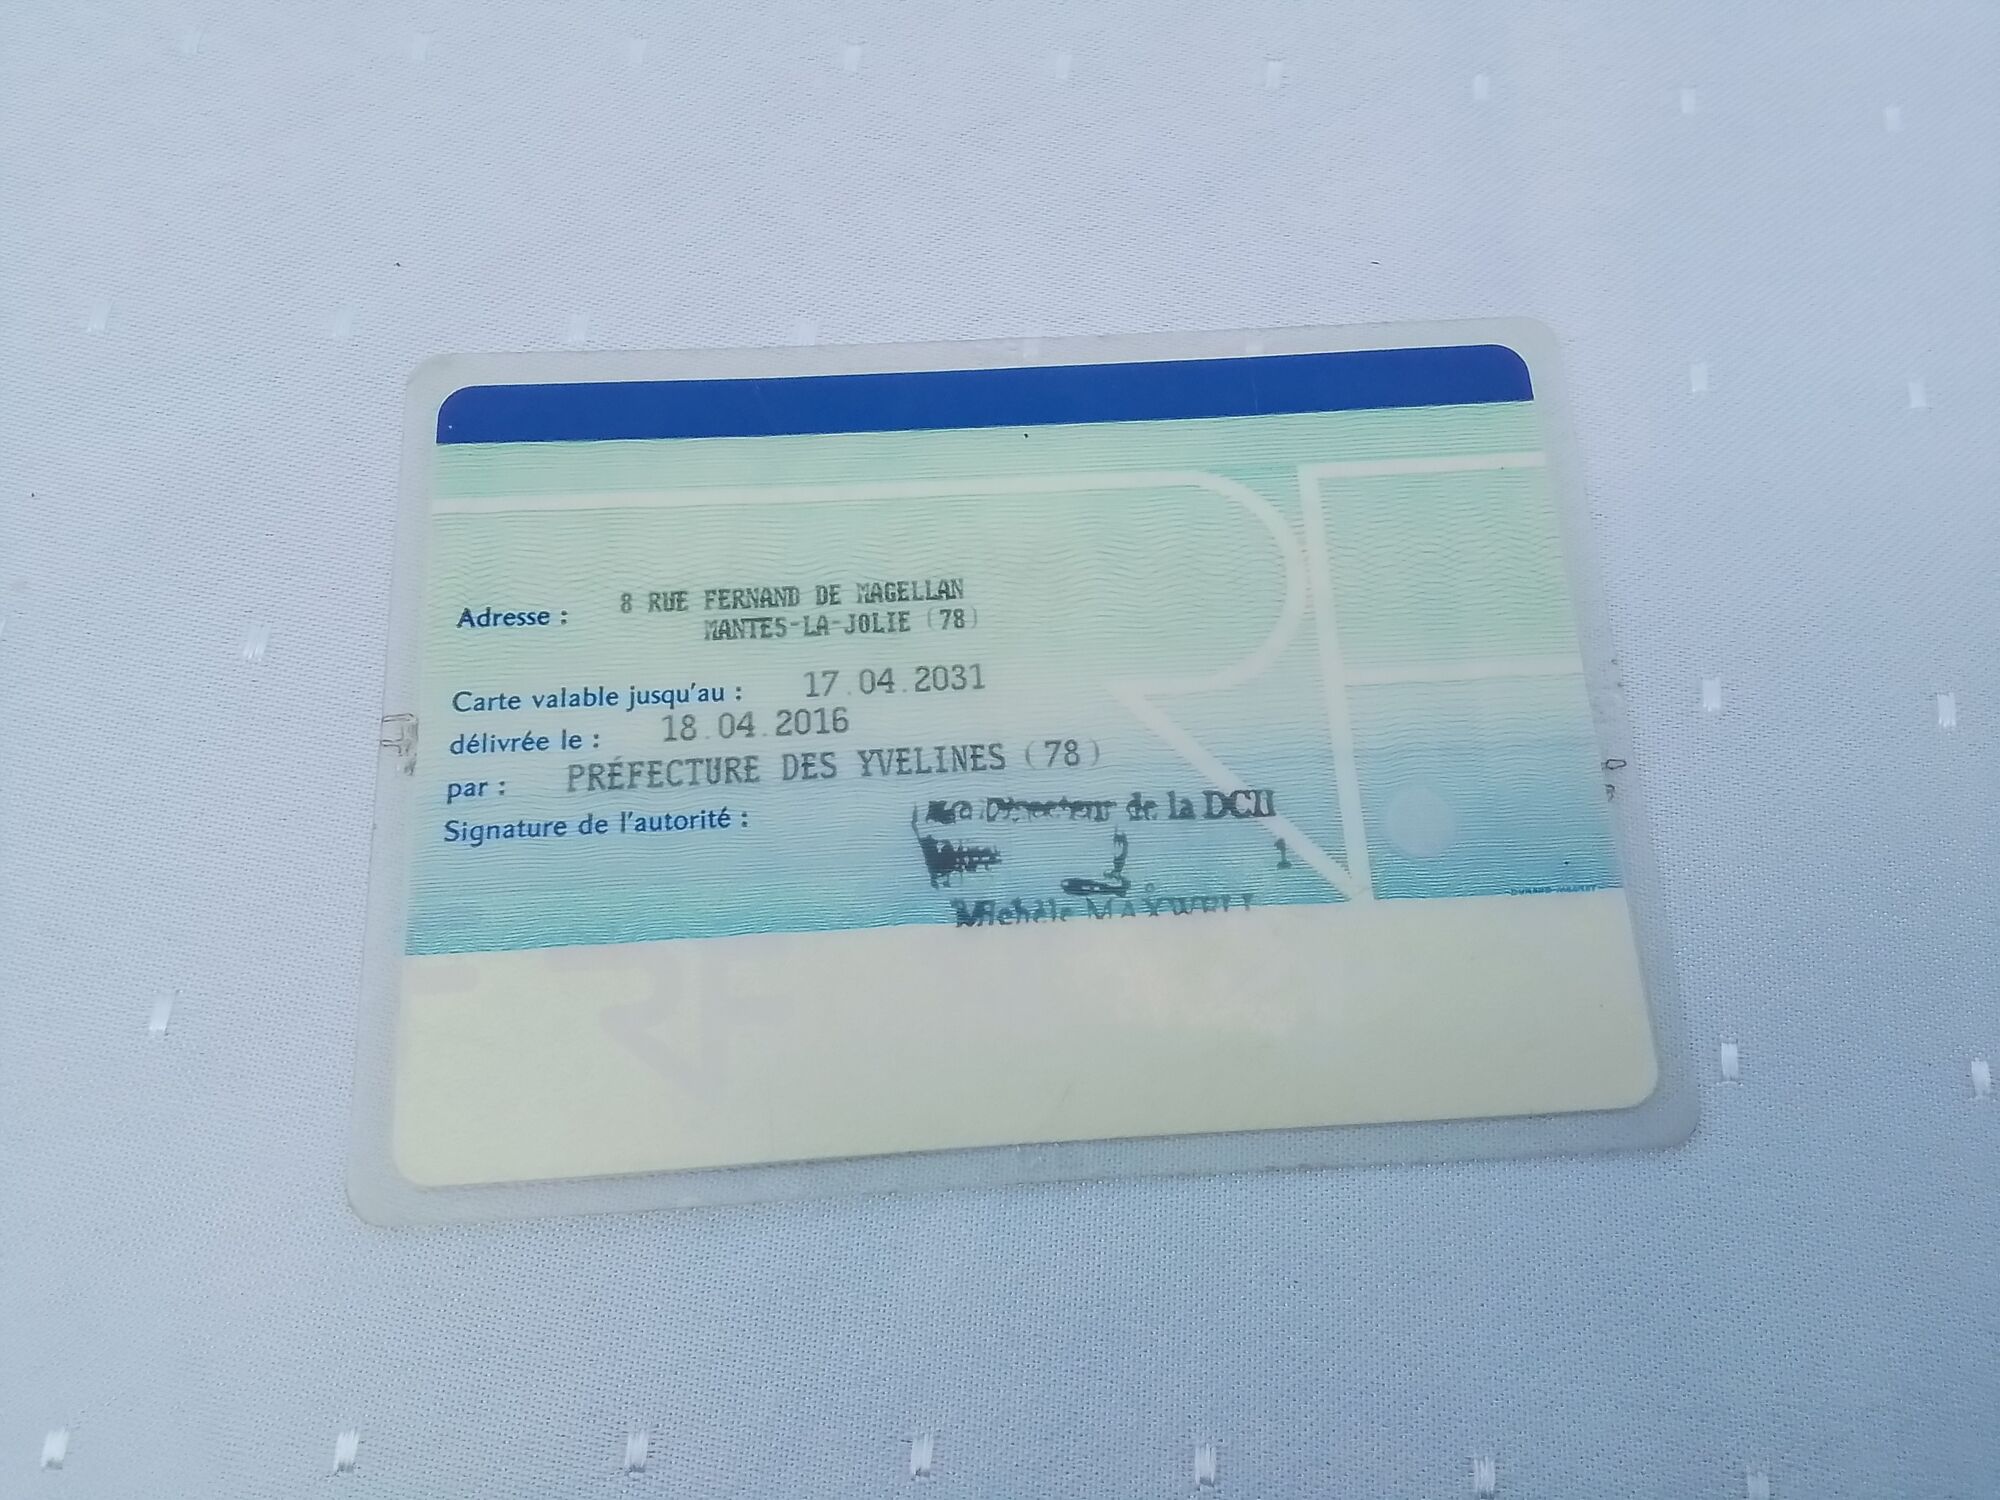 Adresse : 8 RUE FERNAND DE MAGELLAN
MANTES-LA-JOLIE (78)
Carte valable jusqu'au : 17.04.2031
délivrée le : 18.04.2016
par : PRÉFECTURE DES YVELINES (78)
Signature de l'autorité :
de la DCII
Michèle